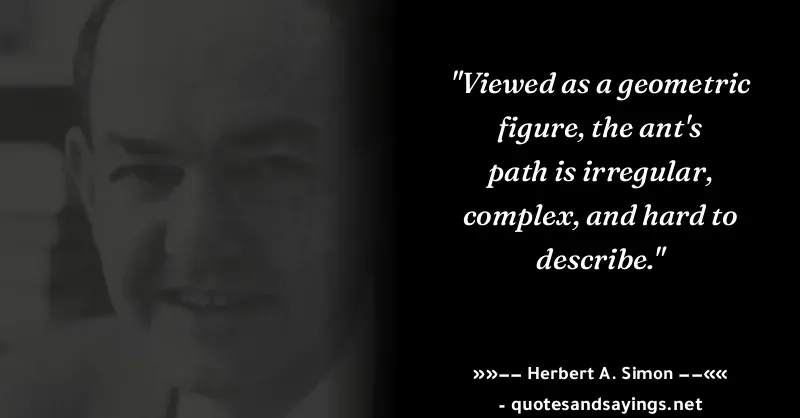 "Viewed as a geometric
figure, the ant's
path is irregular,
complex, and hard to
describe."
»»–– Herbert A. Simon ––««
- quotesandsayings.net